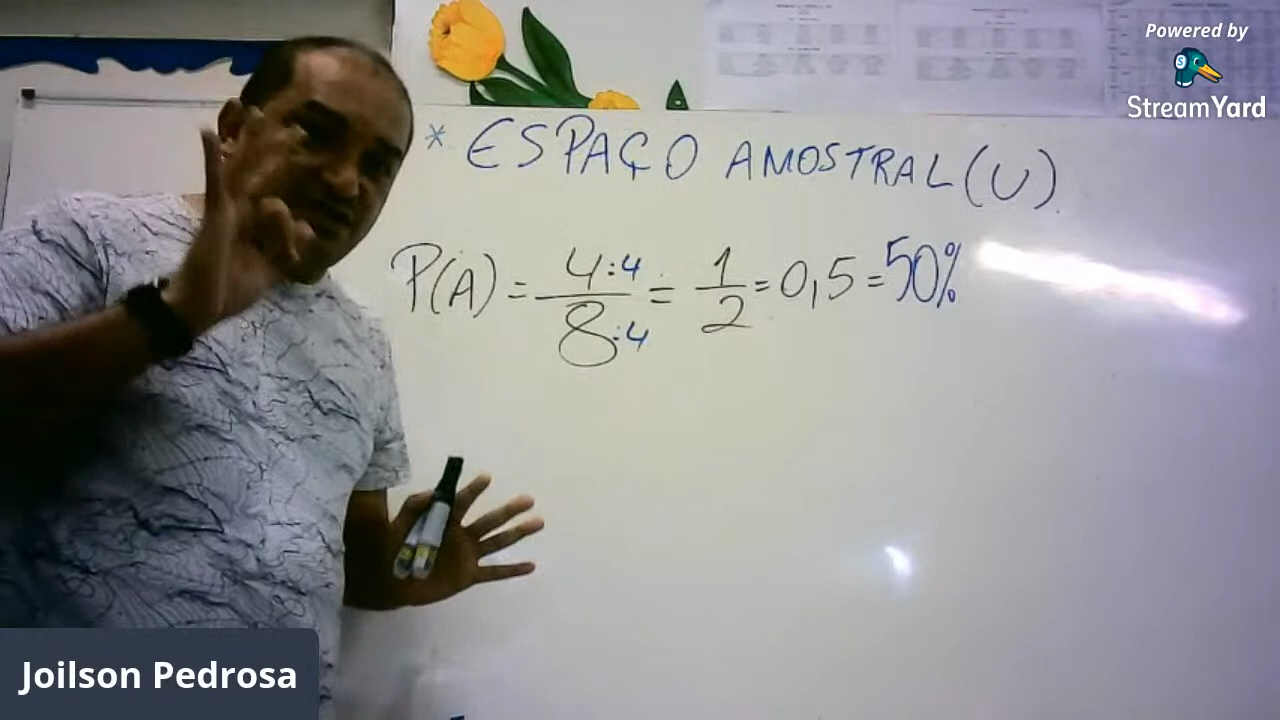 Powered by
StreamYard
* ESPAÇO AMOSTRAL (U)
P(A) = 4:4/8:4 = 1/2 = 0,5 = 50%
Joilson Pedrosa